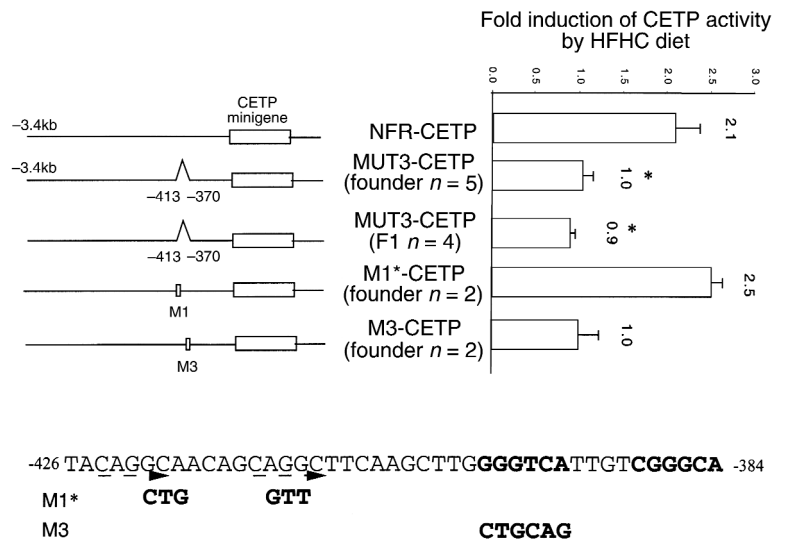 Fold induction of CETP activity
by HFHC diet
0.0 0.5 1.0 1.5 2.0 2.5 3.0
CETP
minigene
−3.4kb
NFR-CETP
2.1
−3.4kb
−413 −370
MUT3-CETP
(founder n = 5)
1.0 *
−413 −370
MUT3-CETP
(F1 n = 4)
0.9 *
M1
M1*-CETP
(founder n = 2)
2.5
M3
M3-CETP
(founder n = 2)
1.0
-426 TACAGGCAACAGCAGGCTTCAAGCTTGGGGTCATTGTCGGGCA -384
M1* CTG GTT
M3 CTGCAG